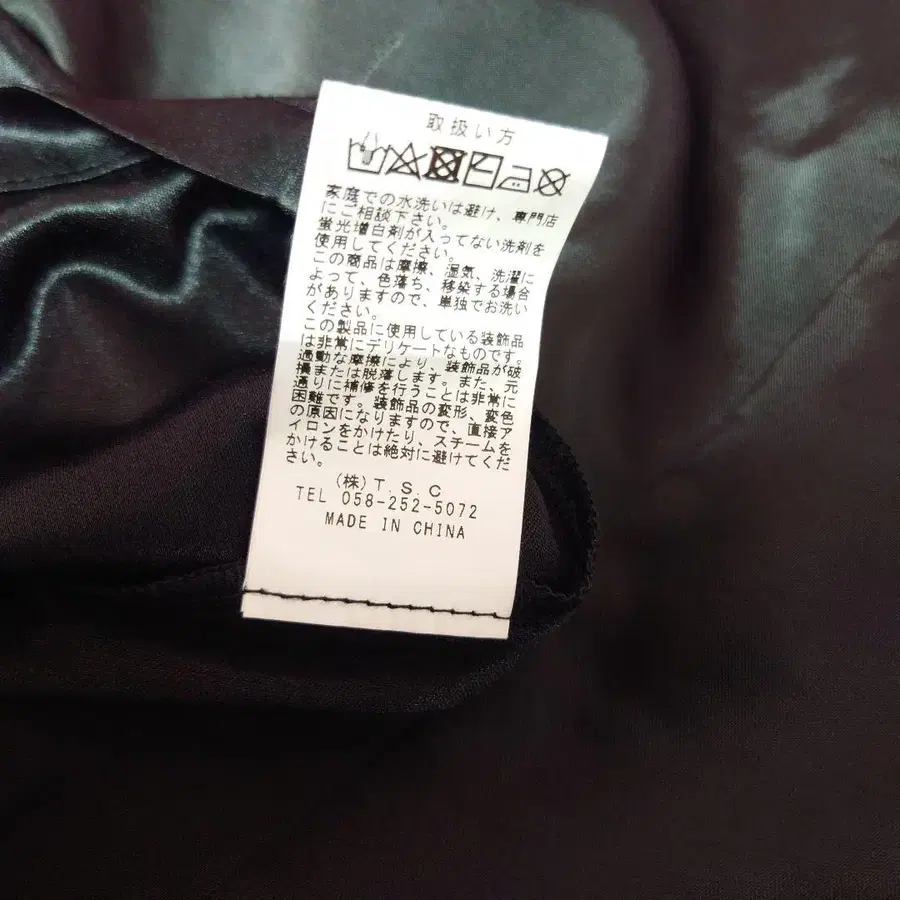 取扱い方
家庭での水洗いは避け、専門店
にご相談下さい。
蛍光増白剤が入ってない洗剤を
使用してください。
この商品は摩擦、湿気、洗濯に
よって、色落ち、移染する場合
がありますので、単独でお洗い
ください。
この製品に使用している装飾品
は非常にデリケートなものです。
過動な摩擦により、装飾品が破
損または脱落します。また、元
通りに補修を行うことは非常に
困難です。装飾品の変形、変色
の原因になりますので、直接ア
イロンをかけたり、スチームを
かけることは絶対に避けてくだ
さい。
(株)T.S.C
TEL 058-252-5072
MADE IN CHINA